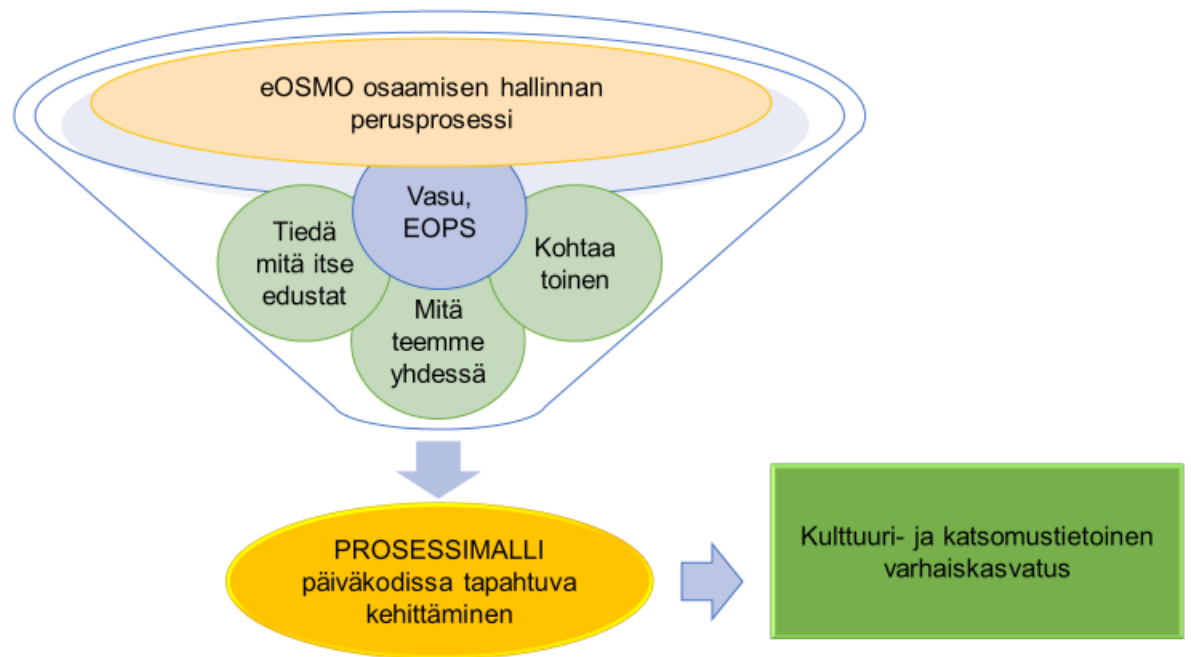 eOSMO osaamisen hallinnan
perusprosessi
Vasu,
EOPS
Tiedä
mitä itse
edustat
Kohtaa
toinen
Mitä
teemme
yhdessä
PROSESSIMALLI
päiväkodissa tapahtuva
kehittäminen
Kulttuuri- ja katsomustietoinen
varhaiskasvatus